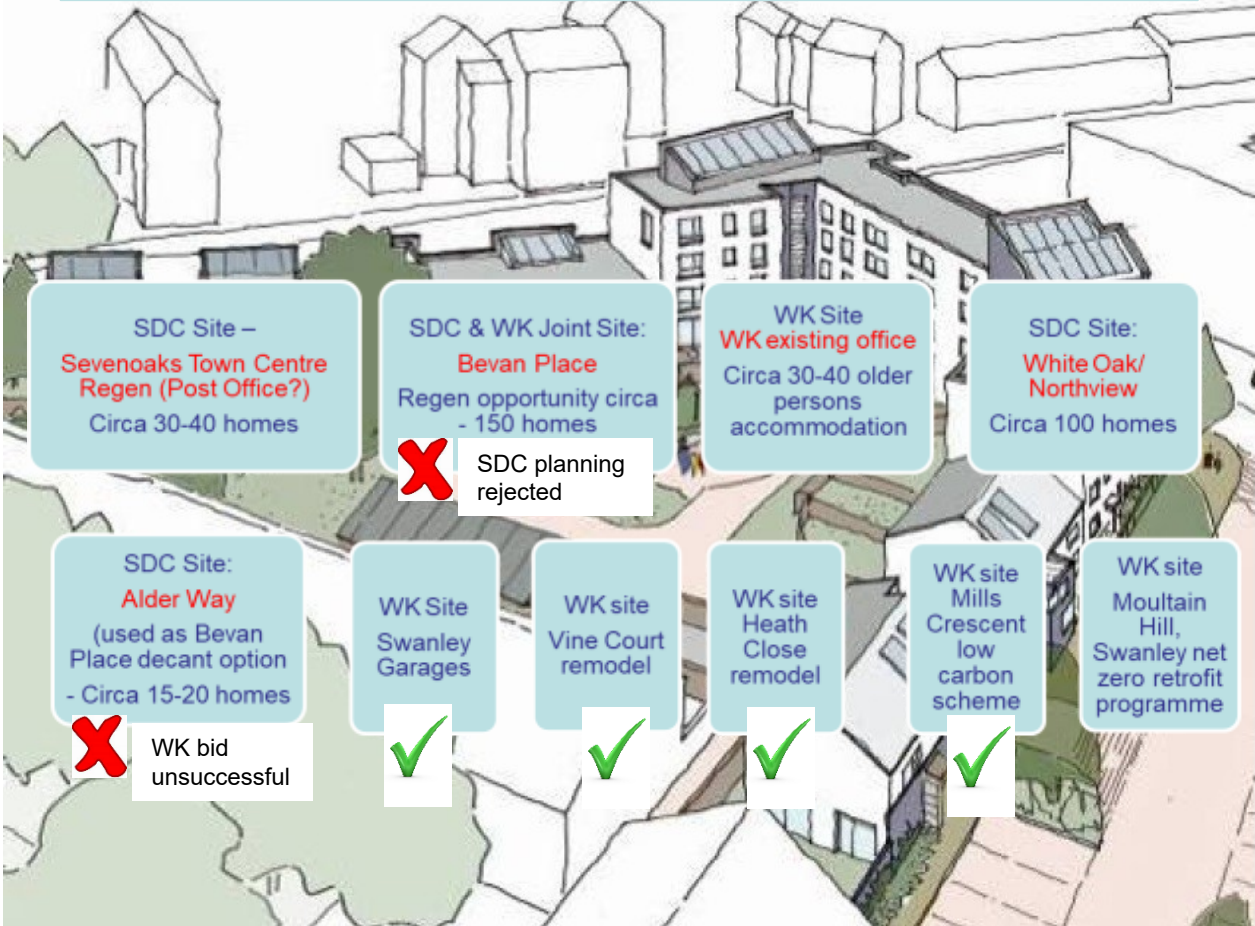 SDC Site –
Sevenoaks Town Centre
Regen (Post Office?)
Circa 30-40 homes
SDC & WK Joint Site:
Bevan Place
Regen opportunity circa
- 150 homes
SDC planning
rejected
WK Site
WK existing office
Circa 30-40 older
persons
accommodation
SDC Site:
White Oak/
Northview
Circa 100 homes
SDC Site:
Alder Way
(used as Bevan
Place decant option
- Circa 15-20 homes
WK bid
unsuccessful
WK Site
Swanley
Garages
WK site
Vine Court
remodel
WK site
Heath
Close
remodel
WK site
Mills
Crescent
low
carbon
scheme
WK site
Moultain
Hill,
Swanley net
zero retrofit
programme